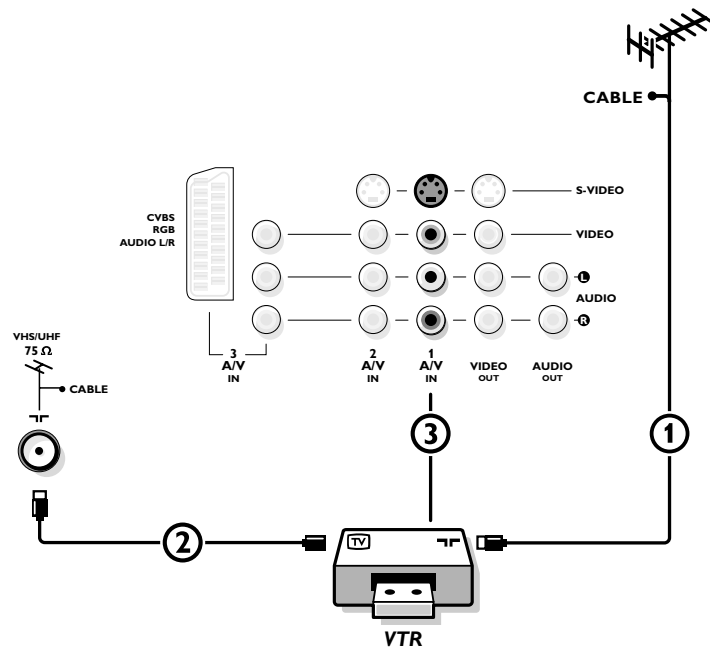 CABLE
S-VIDEO
CVBS
RGB
AUDIO L/R
VIDEO
L
AUDIO
R
VHS/UHF
75 Ω
CABLE
3
A/V
IN
2
A/V
IN
1
A/V
IN
VIDEO
OUT
AUDIO
OUT
3
1
2
TV
VTR